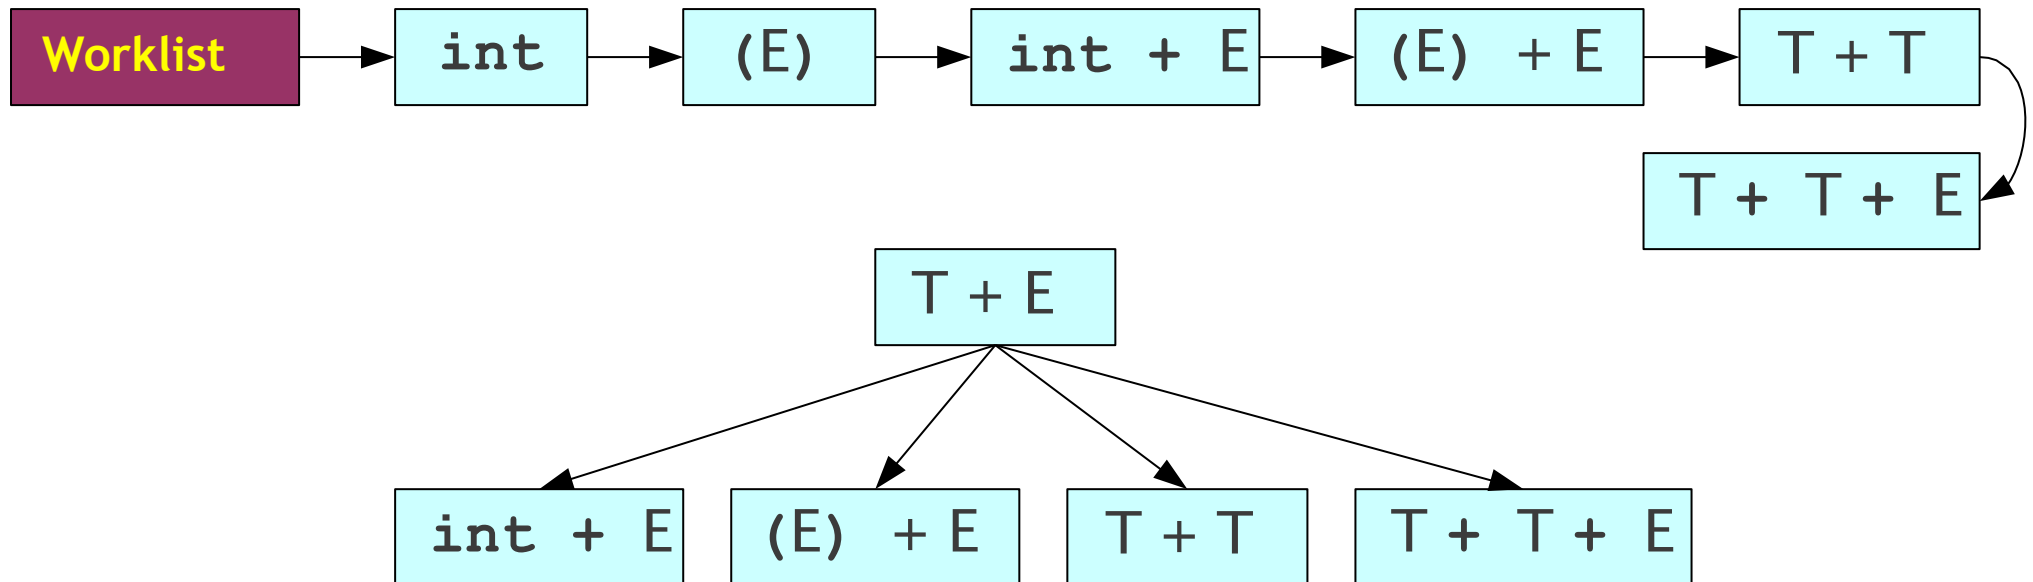 Worklist
int
(E)
int + E
(E) + E
T + T
T + T + E
T + E
int + E
(E) + E
T + T
T + T + E